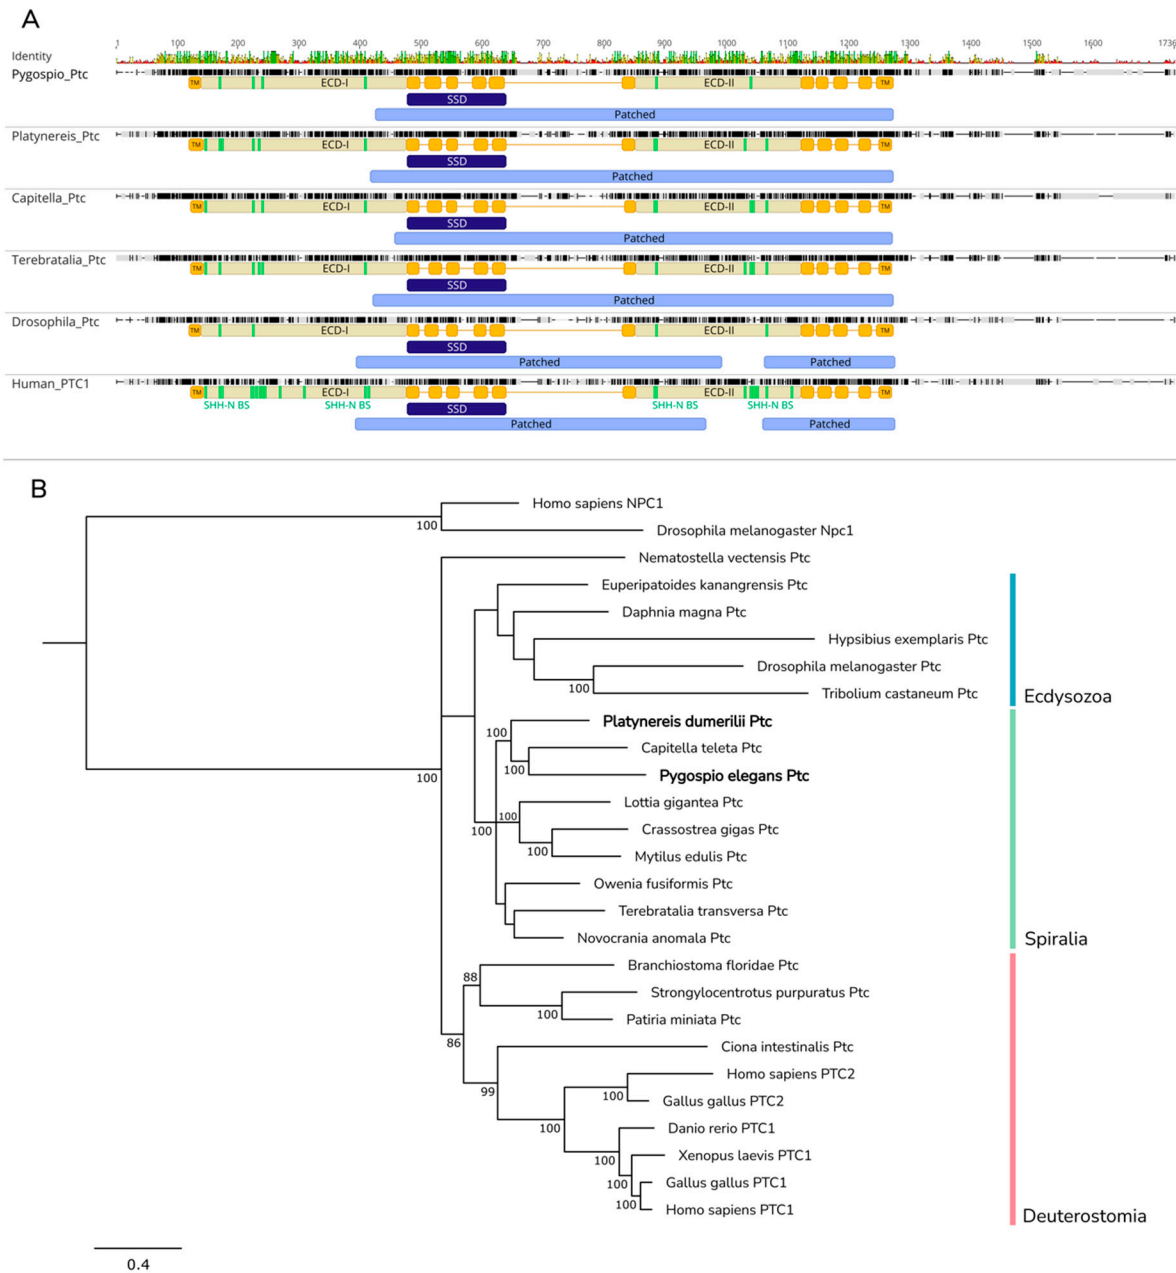 A
1 100 200 300 400 500 600 700 800 900 1000 1100 1200 1300 1400 1500 1600 1736
Identity
Pygospio_Ptc
TM ECD-I ECD-II TM
SSD
Patched
Platynereis_Ptc
TM ECD-I ECD-II TM
SSD
Patched
Capitella_Ptc
TM ECD-I ECD-II TM
SSD
Patched
Terebratalia_Ptc
TM ECD-I ECD-II TM
SSD
Patched
Drosophila_Ptc
TM ECD-I ECD-II TM
SSD
Patched Patched
Human_PTC1
TM ECD-I ECD-II TM
SHH-N BS SHH-N BS SSD SHH-N BS SHH-N BS
Patched Patched
B
Homo sapiens NPC1
100
Drosophila melanogaster Npc1
Nematostella vectensis Ptc
Euperipatoides kanangrensis Ptc
Daphnia magna Ptc
Hypsibius exemplaris Ptc
Drosophila melanogaster Ptc
100
Tribolium castaneum Ptc
Ecdysozoa
Platynereis dumerilii Ptc
100
Capitella teleta Ptc
100
Pygospio elegans Ptc
100
Lottia gigantea Ptc
100
100
Crassostrea gigas Ptc
100
Mytilus edulis Ptc
Owenia fusiformis Ptc
Terebratalia transversa Ptc
Novocrania anomala Ptc
Spiralia
Branchiostoma floridae Ptc
88
Strongylocentrotus purpuratus Ptc
100
Patiria miniata Ptc
86
Ciona intestinalis Ptc
Homo sapiens PTC2
99
100
Gallus gallus PTC2
100
Danio rerio PTC1
100
Xenopus laevis PTC1
100
Gallus gallus PTC1
100
Homo sapiens PTC1
Deuterostomia
0.4